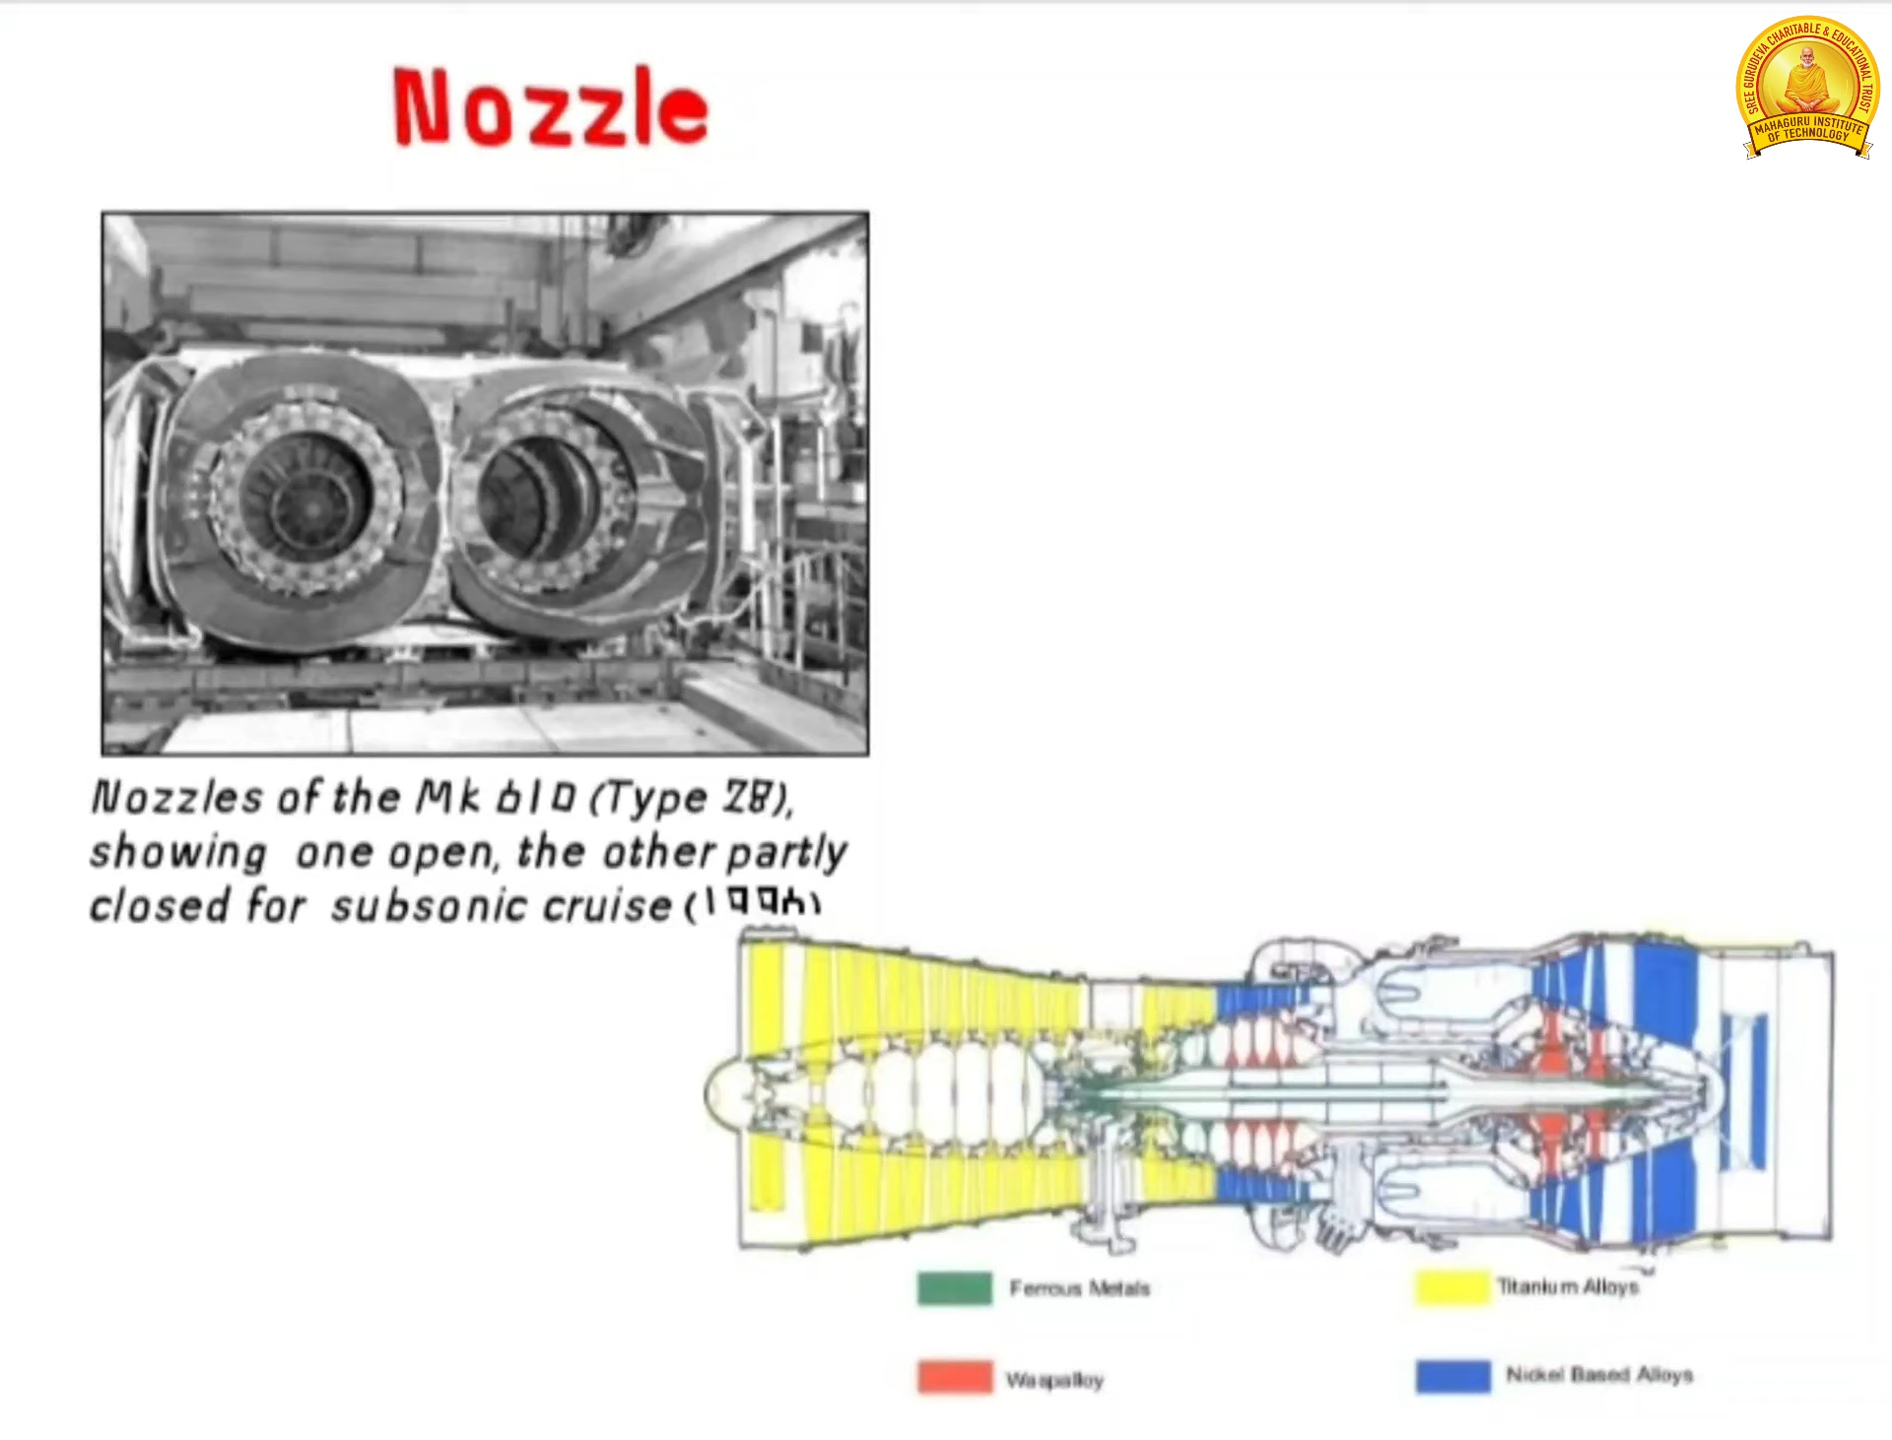 Nozzle
SREE GURUDEVA CHARITABLE & EDUCATIONAL TRUST
MAHAGURU INSTITUTE
OF TECHNOLOGY
Nozzles of the Mk 610 (Type 28),
showing one open, the other partly
closed for subsonic cruise
Ferrous Metals
Titanium Alloys
Waspalloy
Nickel Based Alloys